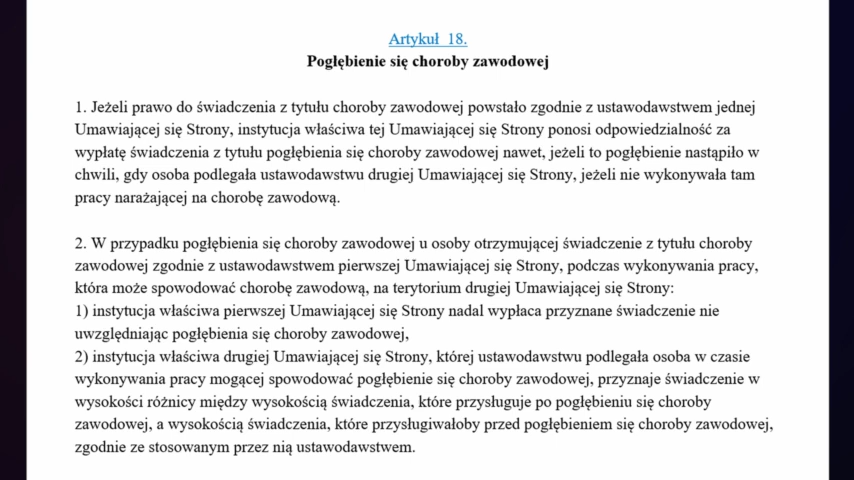 Artykuł 18.
Pogłębienie się choroby zawodowej
1. Jeżeli prawo do świadczenia z tytułu choroby zawodowej powstało zgodnie z ustawodawstwem jednej
Umawiającej się Strony, instytucja właściwa tej Umawiającej się Strony ponosi odpowiedzialność za
wypłatę świadczenia z tytułu pogłębienia się choroby zawodowej nawet, jeżeli to pogłębienie nastąpiło w
chwili, gdy osoba podlegała ustawodawstwu drugiej Umawiającej się Strony, jeżeli nie wykonywała tam
pracy narażającej na chorobę zawodową.
2. W przypadku pogłębienia się choroby zawodowej u osoby otrzymującej świadczenie z tytułu choroby
zawodowej zgodnie z ustawodawstwem pierwszej Umawiającej się Strony, podczas wykonywania pracy,
która może spowodować chorobę zawodową, na terytorium drugiej Umawiającej się Strony:
1) instytucja właściwa pierwszej Umawiającej się Strony nadal wypłaca przyznane świadczenie nie
uwzględniając pogłębienia się choroby zawodowej,
2) instytucja właściwa drugiej Umawiającej się Strony, której ustawodawstwu podlegała osoba w czasie
wykonywania pracy mogącej spowodować pogłębienie się choroby zawodowej, przyznaje świadczenie w
wysokości różnicy między wysokością świadczenia, które przysługuje po pogłębieniu się choroby
zawodowej, a wysokością świadczenia, które przysługiwałoby przed pogłębieniem się choroby zawodowej,
zgodnie ze stosowanym przez nią ustawodawstwem.